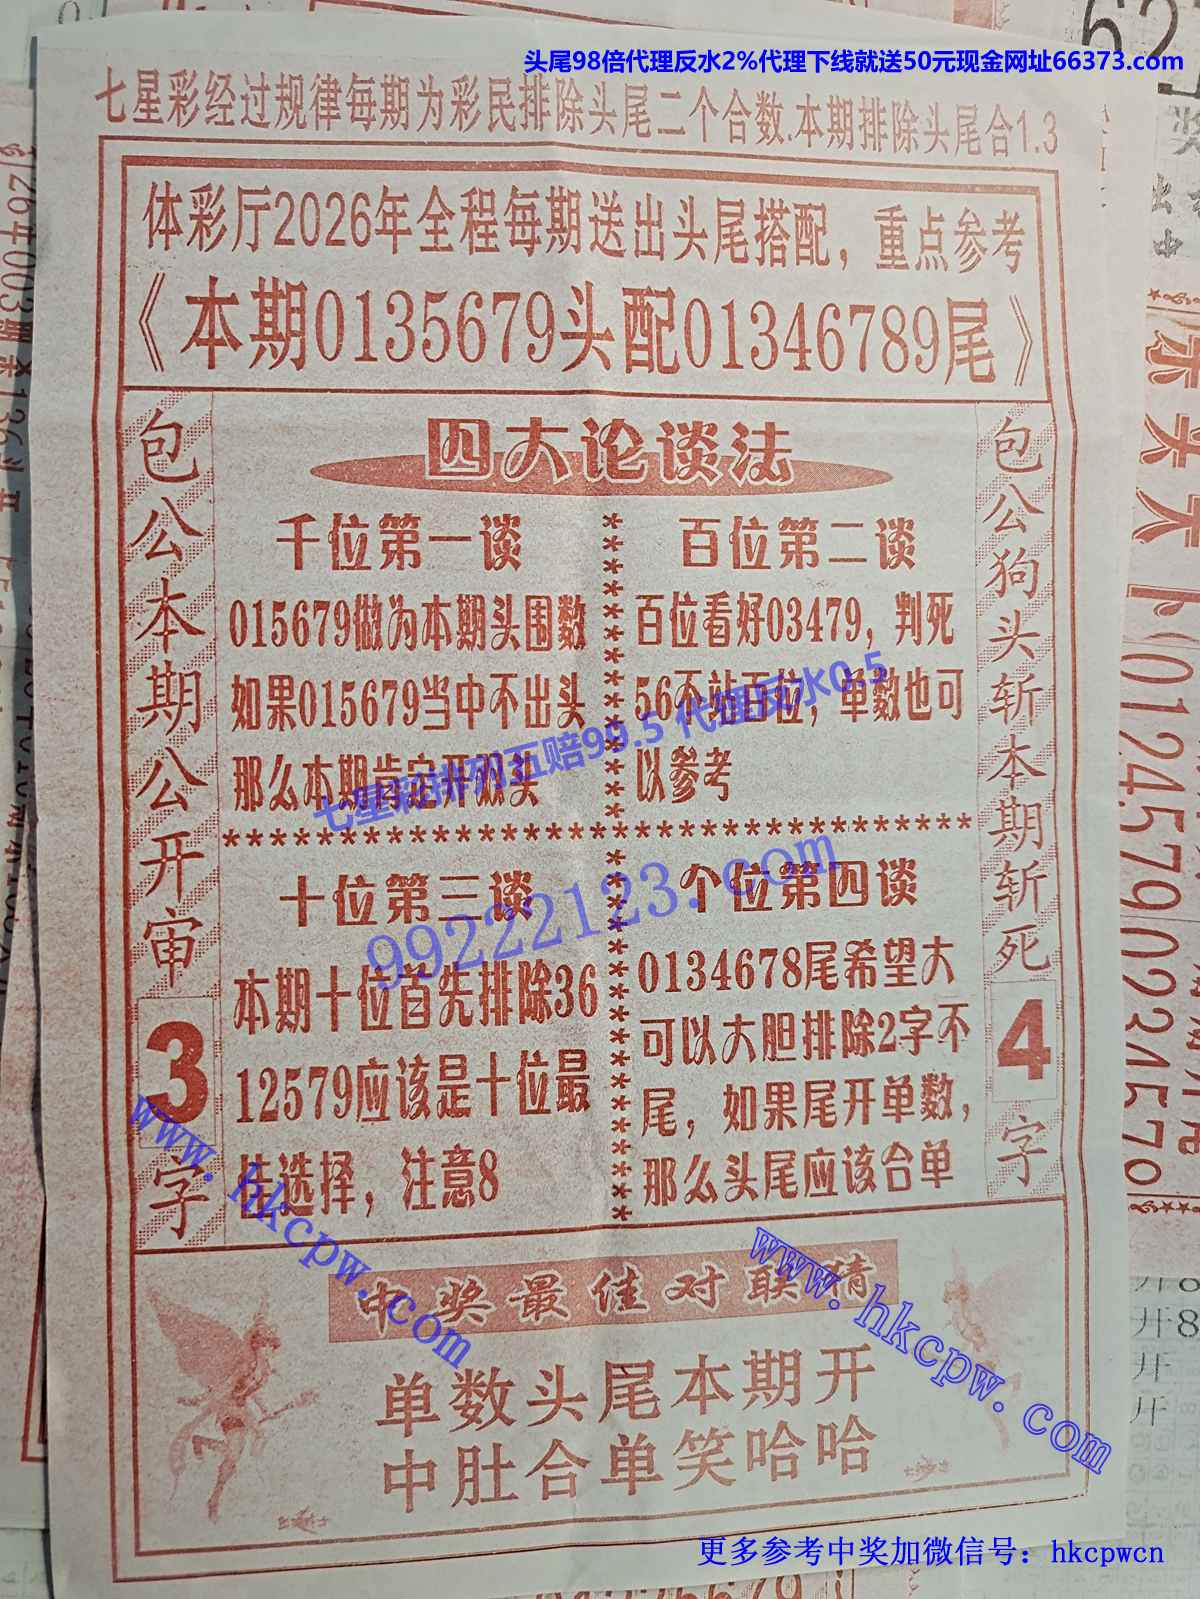 头尾98倍代理反水2%代理下线就送50元现金网址66373.com
七星彩经过规律每期为彩民排除头尾二个合数.本期排除头尾合1.3
体彩厅2026年全程每期送出头尾搭配，重点参考
《本期0135679头配01346789尾》
包公本期公开审3字
四大论谈法
千位第一谈
015679做为本期头围数
如果015679当中不出头
那么本期肯定开双头
百位第二谈
百位看好03479，判死
56不站百位，单数也可
以参考
十位第三谈
本期十位首先排除36
12579应该是十位最
佳选择，注意8
个位第四谈
0134678尾希望大
可以大胆排除2字不
尾，如果尾开单数，
那么头尾应该合单
包公狗头斩本期斩死4字
七星彩排列五赔99.5 代理反水0.5
99222123.com
www.hkcpw.com
www.hkcpw.com
中奖最佳对联猜
单数头尾本期开
中肚合单笑哈哈
更多参考中奖加微信号：hkcpwcn